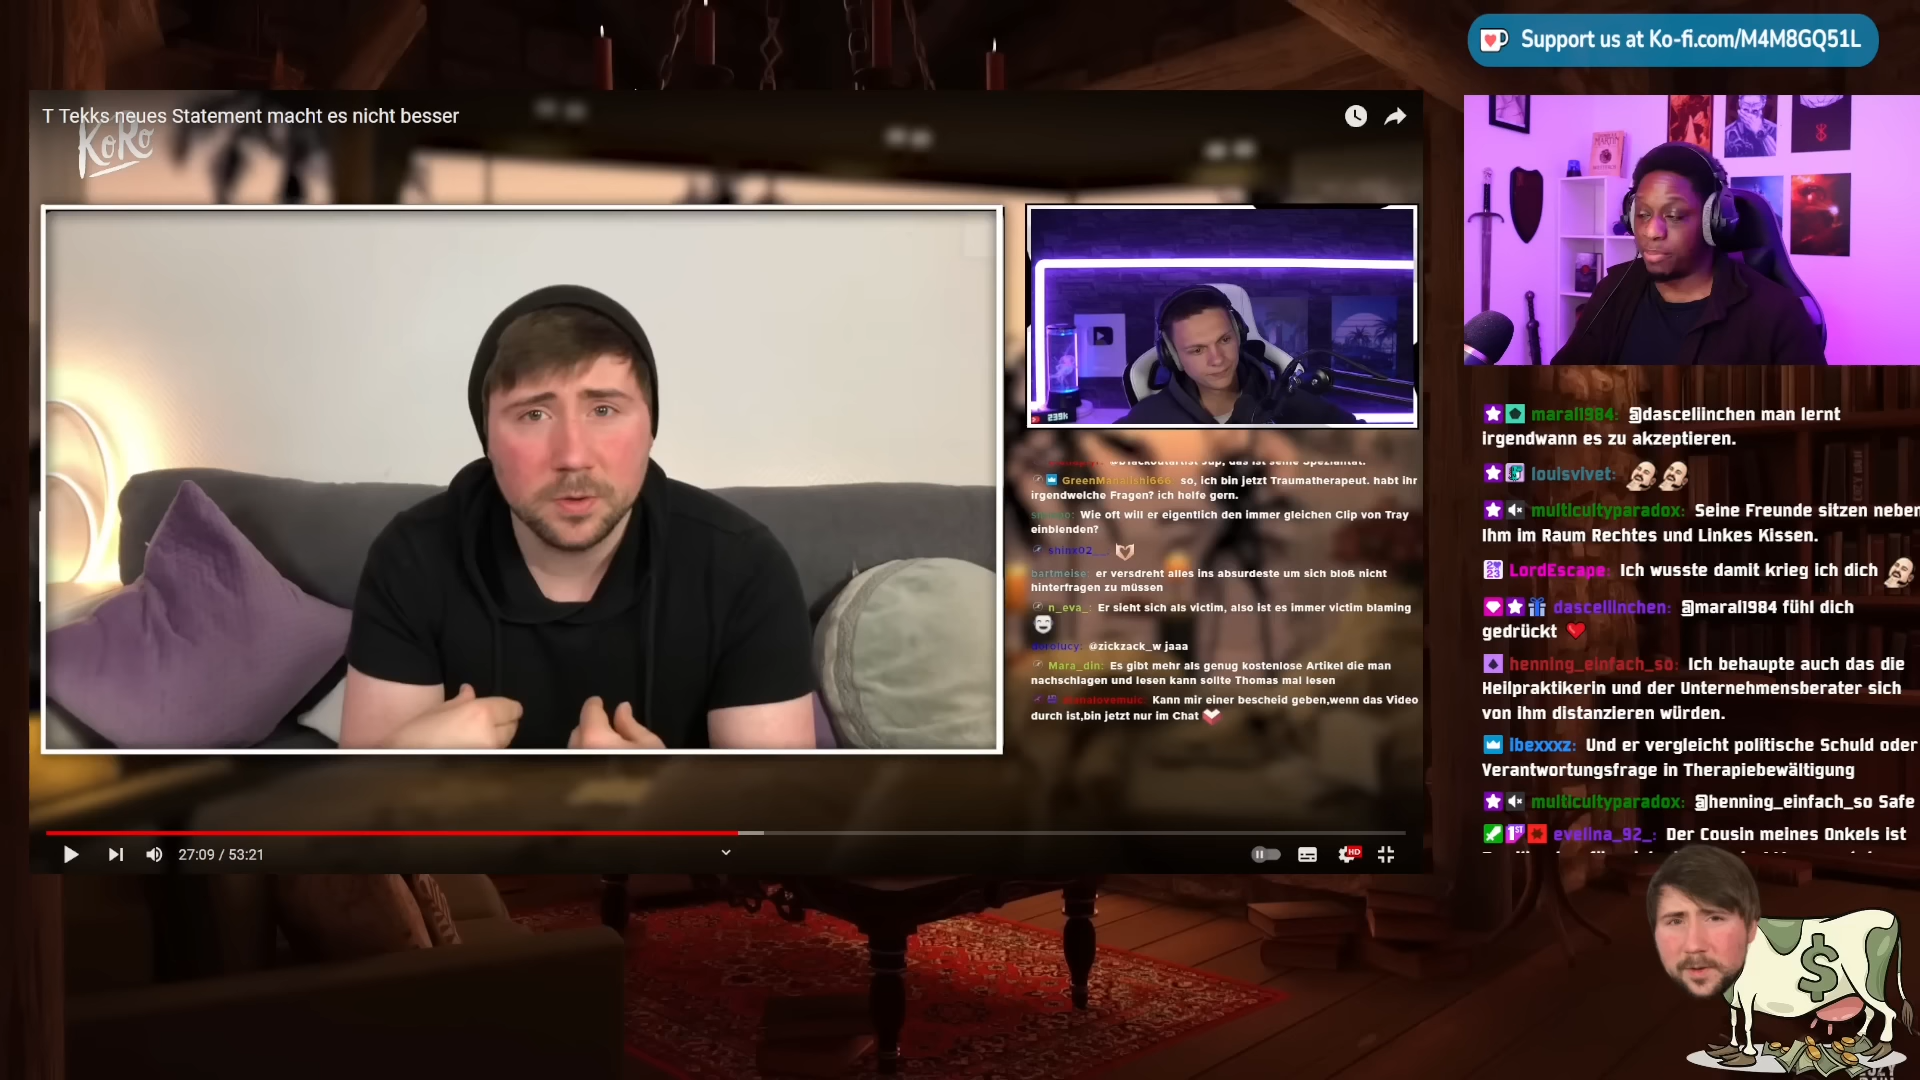 Support us at Ko-fi.com/M4M8GQ51L
T Tekks neues Statement macht es nicht besser
KoRo
239k
so, ich bin jetzt Traumatherapeut. habt ihr
irgendwelche Fragen? ich helfe gern.
Wie oft will er eigentlich den immer gleichen Clip von Tray
einblenden?
shinx02__
bartmeise: er versdreht alles ins absurdeste um sich bloß nicht
hinterfragen zu müssen
n_eva_: Er sieht sich als victim, also ist es immer victim blaming
@zickzack_w jaaa
Mara_din: Es gibt mehr als genug kostenlose Artikel die man
nachschlagen und lesen kann sollte Thomas mal lesen
Kann mir einer bescheid geben,wenn das Video
durch ist,bin jetzt nur im Chat
27:09 / 53:21
HD
maral1984: @dascellinchen man lernt
irgendwann es zu akzeptieren.
louisvivet:
multicultyparadox: Seine Freunde sitzen neben
ihm im Raum Rechtes und Linkes Kissen.
LordEscape: Ich wusste damit krieg ich dich
dascellinchen: @maral1984 fühl dich
gedrückt
henning_einfach_so: Ich behaupte auch das die
Heilpraktikerin und der Unternehmensberater sich
von ihm distanzieren würden.
lbexxxz: Und er vergleicht politische Schuld oder
Verantwortungsfrage in Therapiebewältigung
multicultyparadox: @henning_einfach_so Safe
1ST evelina_92_: Der Cousin meines Onkels ist
$